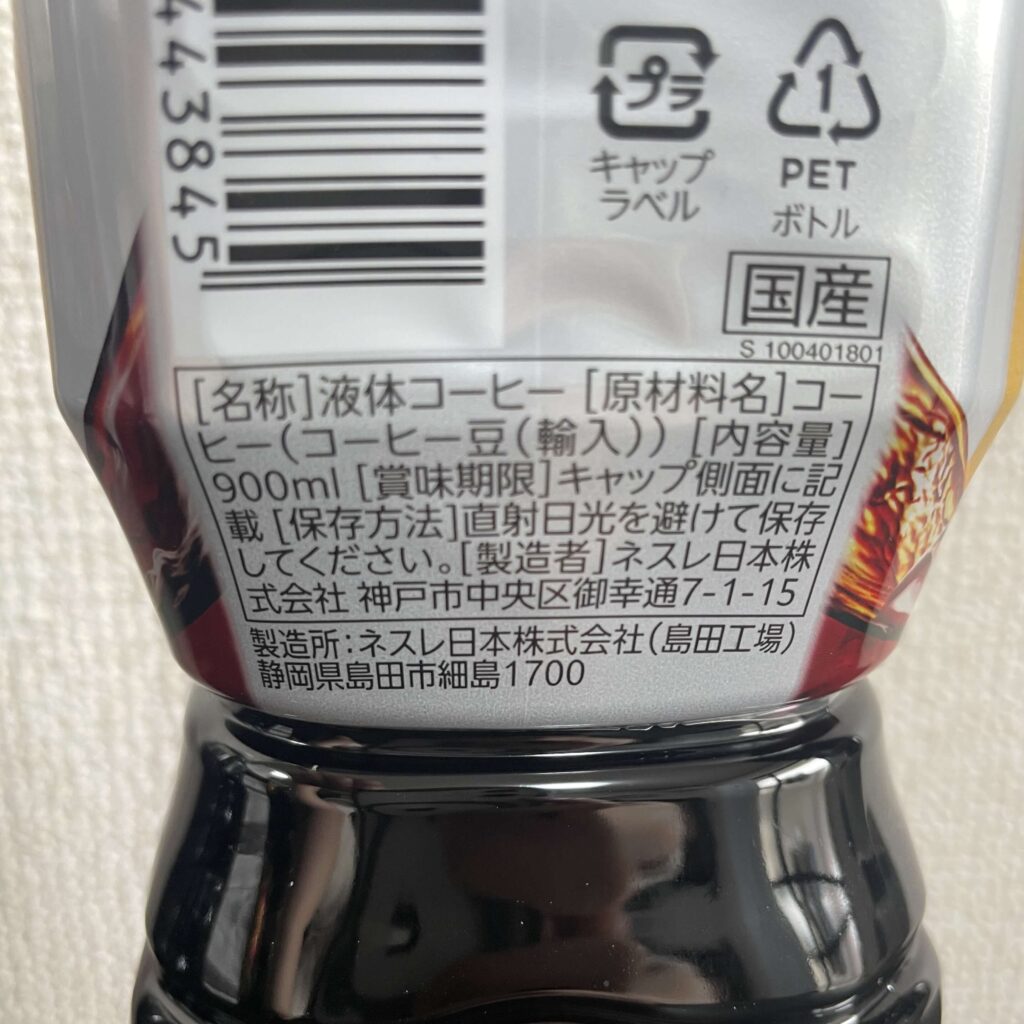 44 3845
プラ
キャップ
ラベル
1
PET
ボトル
国産
S 100401801
[名称]液体コーヒー [原材料名]コー
ヒー(コーヒー豆(輸入)) [内容量]
900ml [賞味期限]キャップ側面に記
載 [保存方法]直射日光を避けて保存
してください。[製造者]ネスレ日本株
式会社 神戸市中央区御幸通7-1-15
製造所:ネスレ日本株式会社(島田工場)
静岡県島田市細島1700